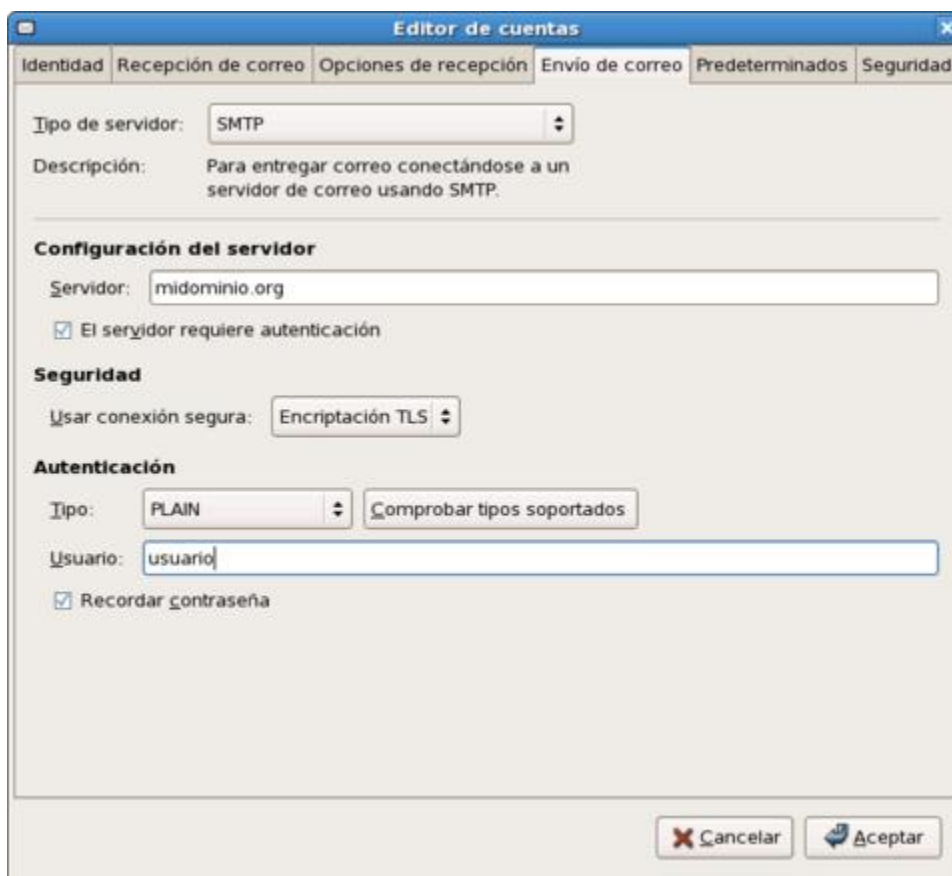 Editor de cuentas
Identidad Recepción de correo Opciones de recepción Envío de correo Predeterminados Seguridad
Tipo de servidor: SMTP
Descripción: Para entregar correo conectándose a un
servidor de correo usando SMTP.
Configuración del servidor
Servidor: midominio.org
El servidor requiere autenticación
Seguridad
Usar conexión segura: Encriptación TLS
Autenticación
Tipo: PLAIN Comprobar tipos soportados
Usuario: usuario
Recordar contraseña
Cancelar Aceptar